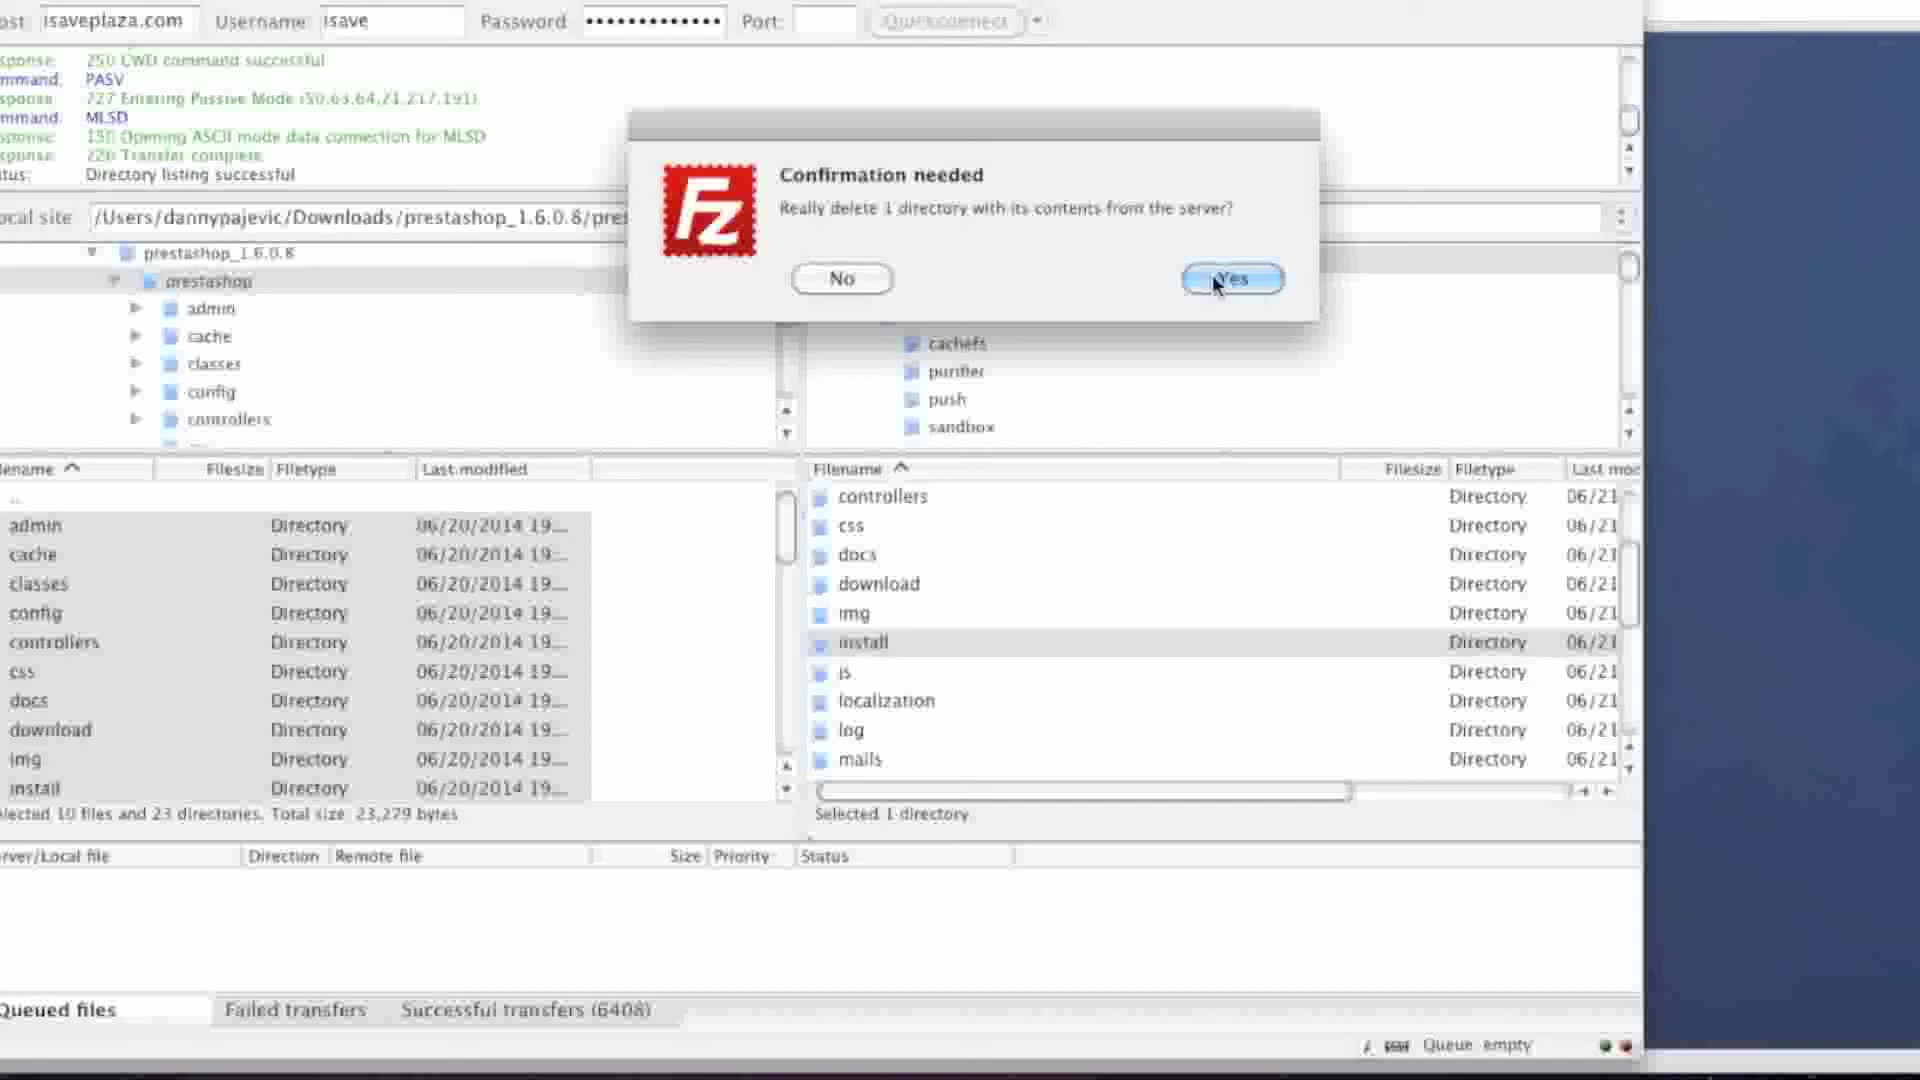 ost: isaveplaza.com Username: isave Password: •••••••••••••• Port: Quickconnect
sponse: 250 CWD command successful
mmand: PASV
sponse: 227 Entering Passive Mode (50,63,64,71,217,191)
mmand: MLSD
sponse: 150 Opening ASCII mode data connection for MLSD
sponse: 226 Transfer complete
tus: Directory listing successful
Confirmation needed
Really delete 1 directory with its contents from the server?
No Yes
ocal site /Users/dannypajevic/Downloads/prestashop_1.6.0.8/pres
prestashop_1.6.0.8
prestashop
admin
cache
classes
config
controllers
cachefs
purifier
push
sandbox
lename Filesize Filetype Last modified
..
admin Directory 06/20/2014 19...
cache Directory 06/20/2014 19...
classes Directory 06/20/2014 19...
config Directory 06/20/2014 19...
controllers Directory 06/20/2014 19...
css Directory 06/20/2014 19...
docs Directory 06/20/2014 19...
download Directory 06/20/2014 19...
img Directory 06/20/2014 19...
install Directory 06/20/2014 19...
elected 10 files and 23 directories. Total size: 23,279 bytes
Filename Filesize Filetype Last mod
controllers Directory 06/21
css Directory 06/21
docs Directory 06/21
download Directory 06/21
img Directory 06/21
install Directory 06/21
js Directory 06/21
localization Directory 06/21
log Directory 06/21
mails Directory 06/21
Selected 1 directory.
rver/Local file Direction Remote file Size Priority Status
Queued files Failed transfers Successful transfers (6408)
Queue: empty